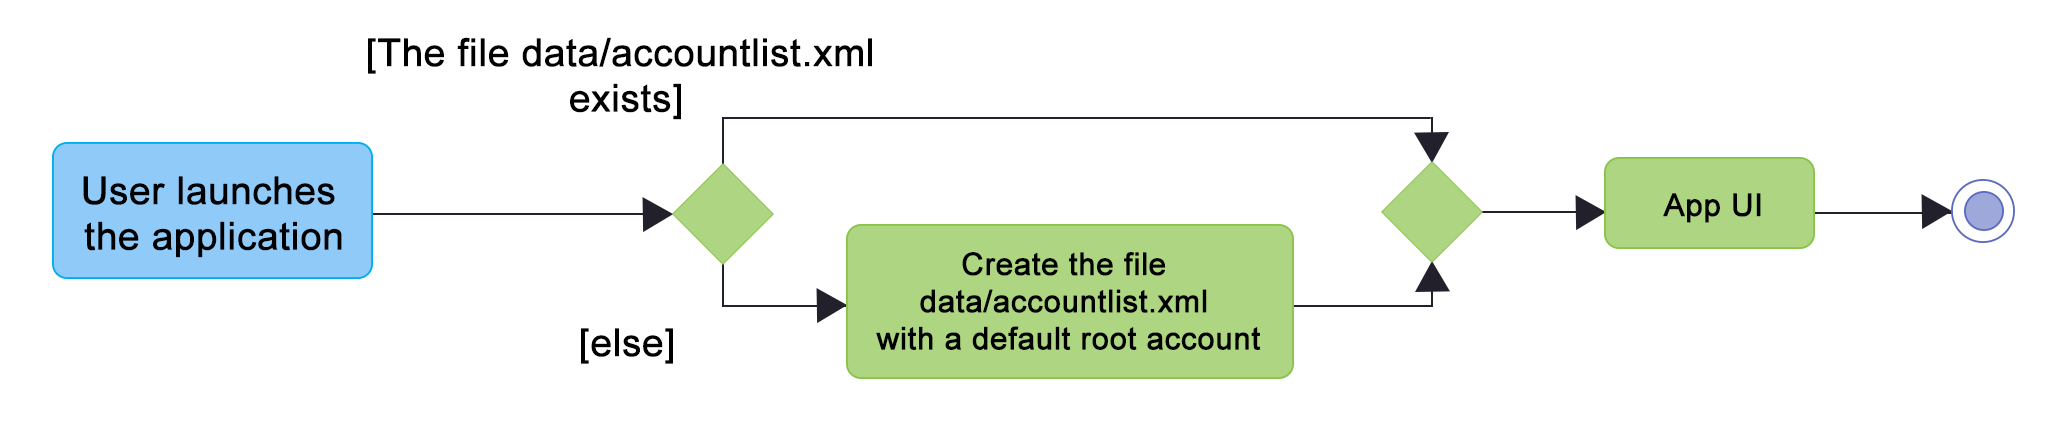 [The file data/accountlist.xml
exists]
User launches
the application
Create the file
data/accountlist.xml
with a default root account
[else]
App UI